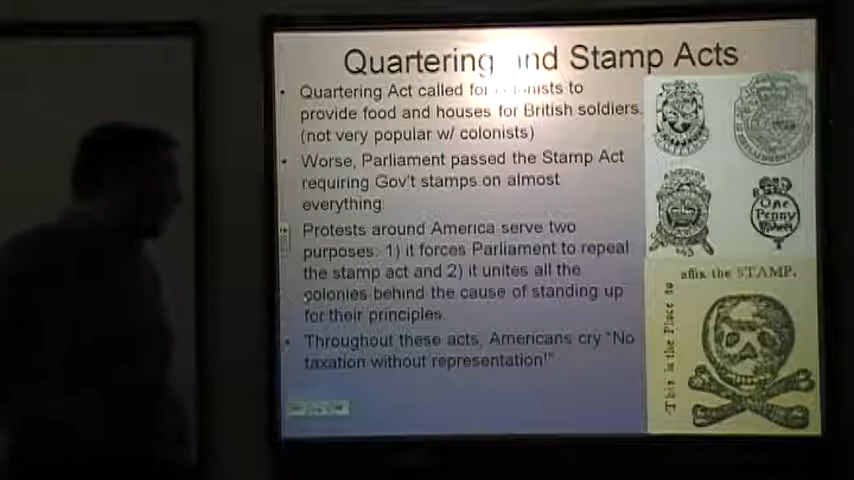 Quartering and Stamp Acts
• Quartering Act called for colonists to
provide food and houses for British soldiers.
(not very popular w/ colonists)
• Worse, Parliament passed the Stamp Act
requiring Gov't stamps on almost
everything.
• Protests around America serve two
purposes: 1) it forces Parliament to repeal
the stamp act and 2) it unites all the
colonies behind the cause of standing up
for their principles.
• Throughout these acts, Americans cry "No
taxation without representation!"
AMERICA
One
Penny
affix the STAMP.
This is the Place to